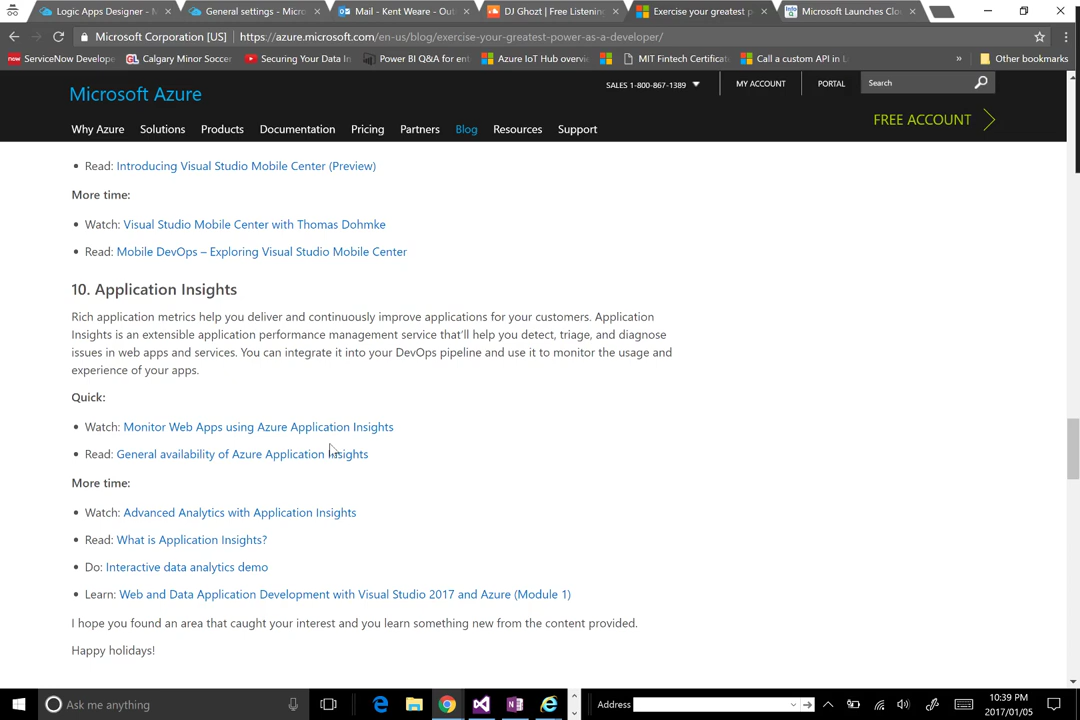 Logic Apps Designer - M
General settings - Micro
Mail - Kent Weare - Out
DJ Ghozt | Free Listening
Exercise your greatest p
Microsoft Launches Clo
Microsoft Corporation [US]
https://azure.microsoft.com/en-us/blog/exercise-your-greatest-power-as-a-developer/
now ServiceNow Develope
GL Calgary Minor Soccer
Securing Your Data In
Power BI Q&A for ent
Azure IoT Hub overvie
MIT Fintech Certificat
Call a custom API in L
»
Other bookmarks
Microsoft Azure
SALES 1-800-867-1389
MY ACCOUNT
PORTAL
Search
Why Azure
Solutions
Products
Documentation
Pricing
Partners
Blog
Resources
Support
FREE ACCOUNT
• Read: Introducing Visual Studio Mobile Center (Preview)
More time:
• Watch: Visual Studio Mobile Center with Thomas Dohmke
• Read: Mobile DevOps – Exploring Visual Studio Mobile Center
10. Application Insights
Rich application metrics help you deliver and continuously improve applications for your customers. Application
Insights is an extensible application performance management service that'll help you detect, triage, and diagnose
issues in web apps and services. You can integrate it into your DevOps pipeline and use it to monitor the usage and
experience of your apps.
Quick:
• Watch: Monitor Web Apps using Azure Application Insights
• Read: General availability of Azure Application Insights
More time:
• Watch: Advanced Analytics with Application Insights
• Read: What is Application Insights?
• Do: Interactive data analytics demo
• Learn: Web and Data Application Development with Visual Studio 2017 and Azure (Module 1)
I hope you found an area that caught your interest and you learn something new from the content provided.
Happy holidays!
Ask me anything
Address
10:39 PM
2017/01/05